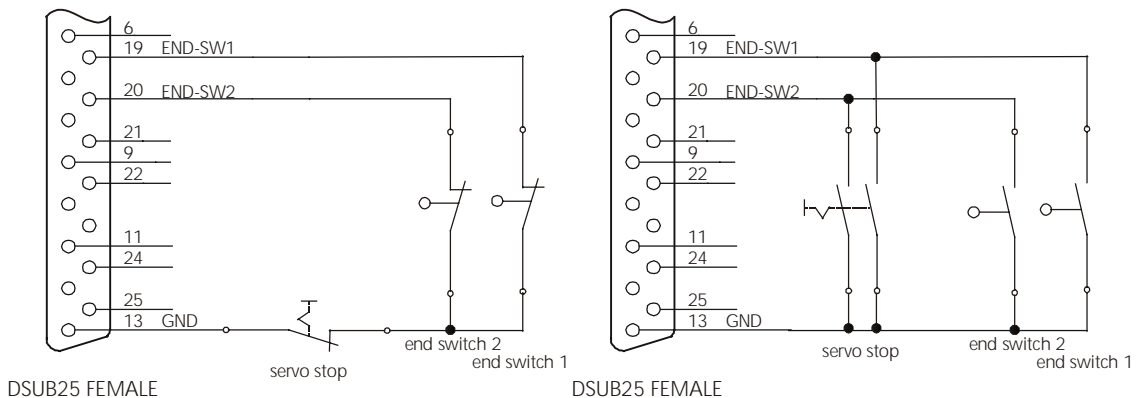 6
19 END-SW1
20 END-SW2
21
9
22
11
24
25
13 GND
servo stop
end switch 2
end switch 1
DSUB25 FEMALE
6
19 END-SW1
20 END-SW2
21
9
22
11
24
25
13 GND
servo stop
end switch 2
end switch 1
DSUB25 FEMALE